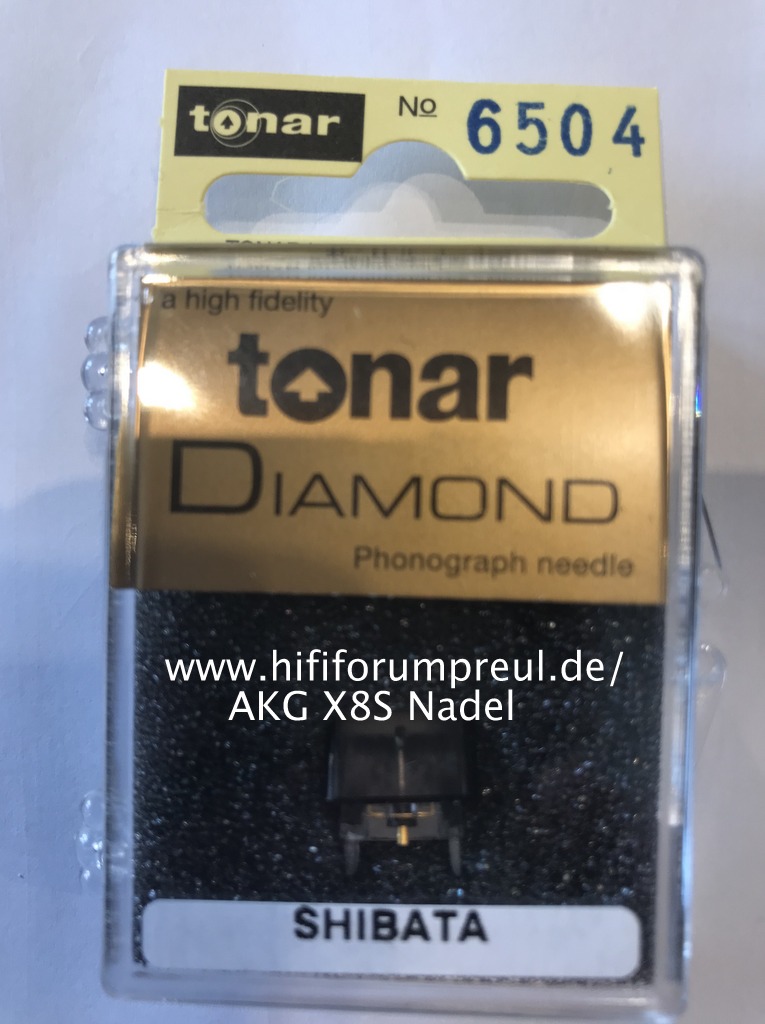 tonar
No 6504
a high fidelity
tonar
DIAMOND
Phonograph needle
www.hififorumpreul.de/
AKG X8S Nadel
SHIBATA